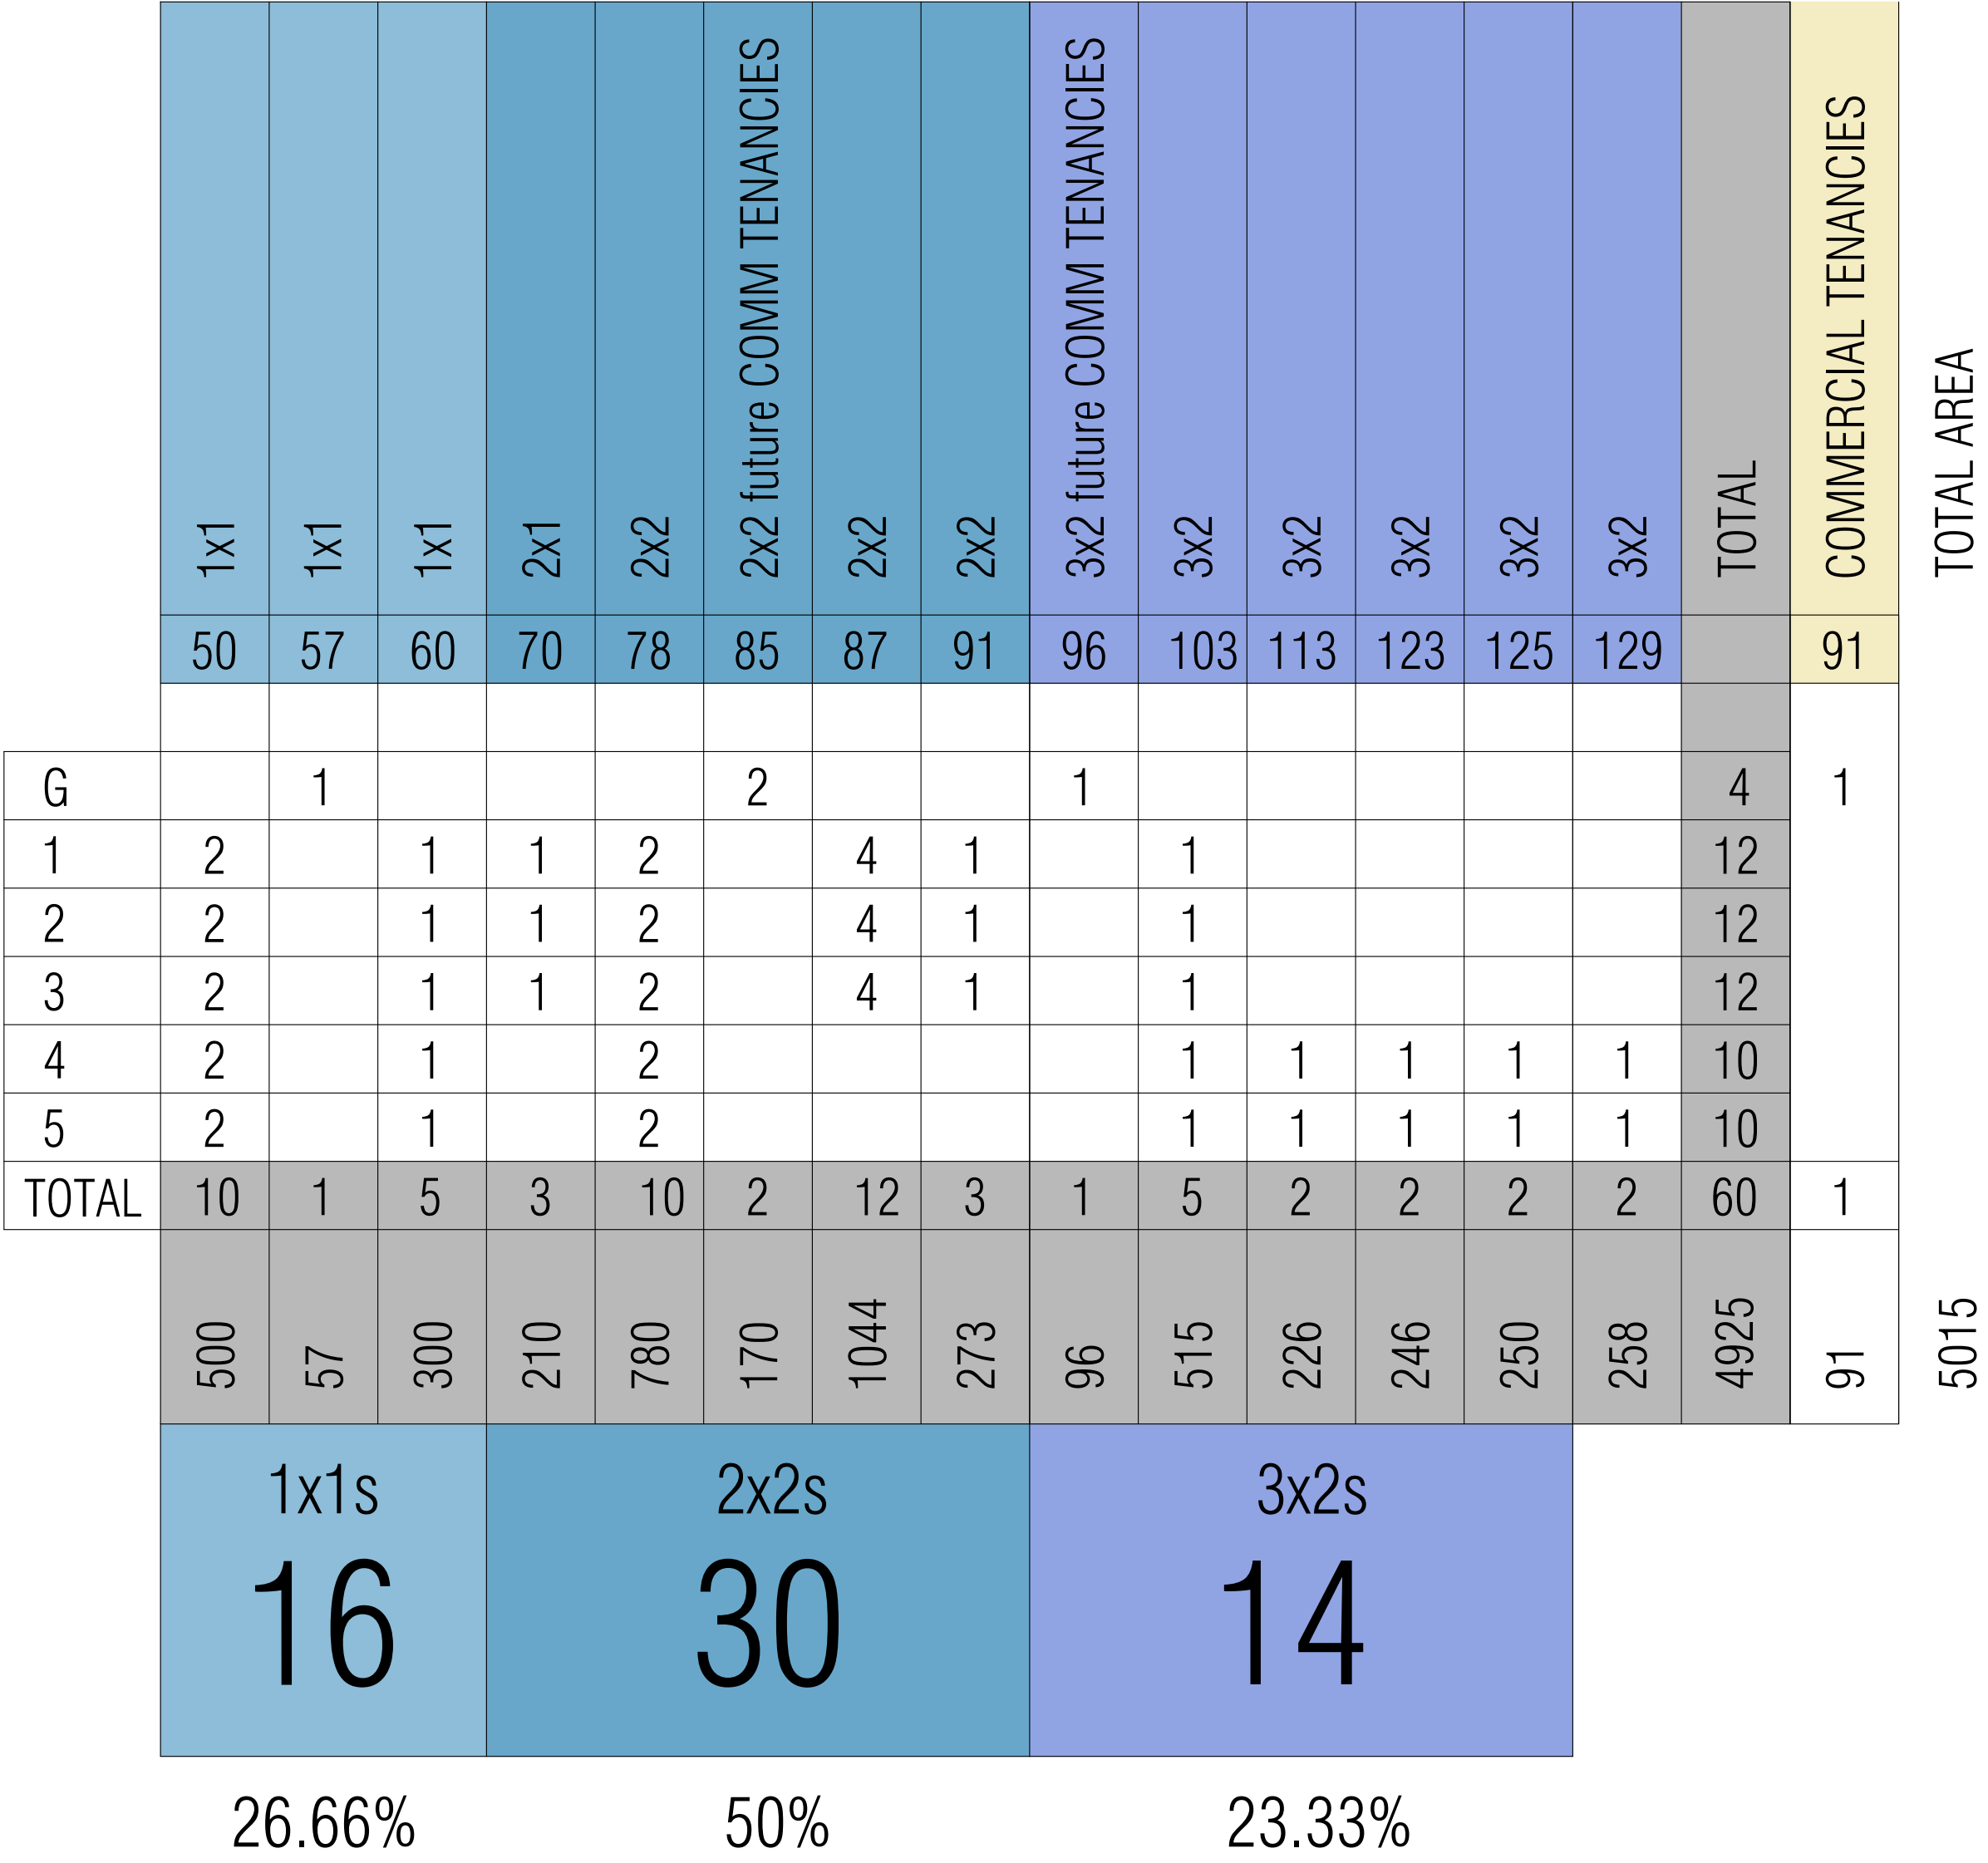 1x1 1x1 1x1 2x1 2x2 2x2 future COMM TENANCIES 2x2 2x2 3x2 future COMM TENANCIES 3x2 3x2 3x2 3x2 3x2 TOTAL COMMERCIAL TENANCIES TOTAL AREA
50 57 60 70 78 85 87 91 96 103 113 123 125 129 91
G 1 2 1 4 1
1 2 1 1 2 4 1 1 12
2 2 1 1 2 4 1 1 12
3 2 1 1 2 4 1 1 12
4 2 1 2 1 1 1 1 1 10
5 2 1 2 1 1 1 1 1 10
TOTAL 10 1 5 3 10 2 12 3 1 5 2 2 2 2 60 1
500 57 300 210 780 170 1044 273 96 515 226 246 250 258 4925 91 5015
1x1s 2x2s 3x2s
16 30 14
26.66% 50% 23.33%